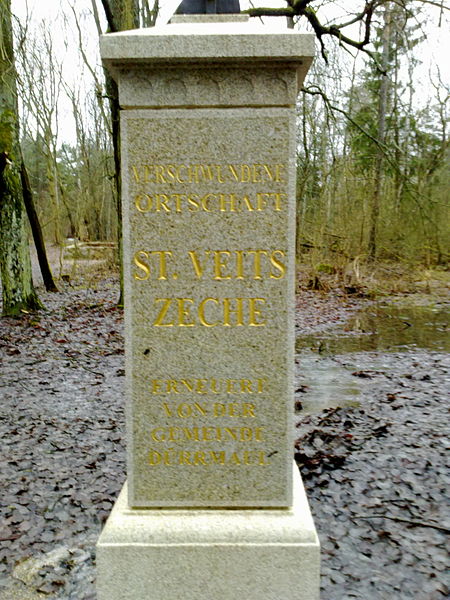 VERSCHWUNDENE
ORTSCHAFT
ST. VEITS
ZECHE
ERNEUERT
VON DER
GEMEINDE
DÜRRMAUL